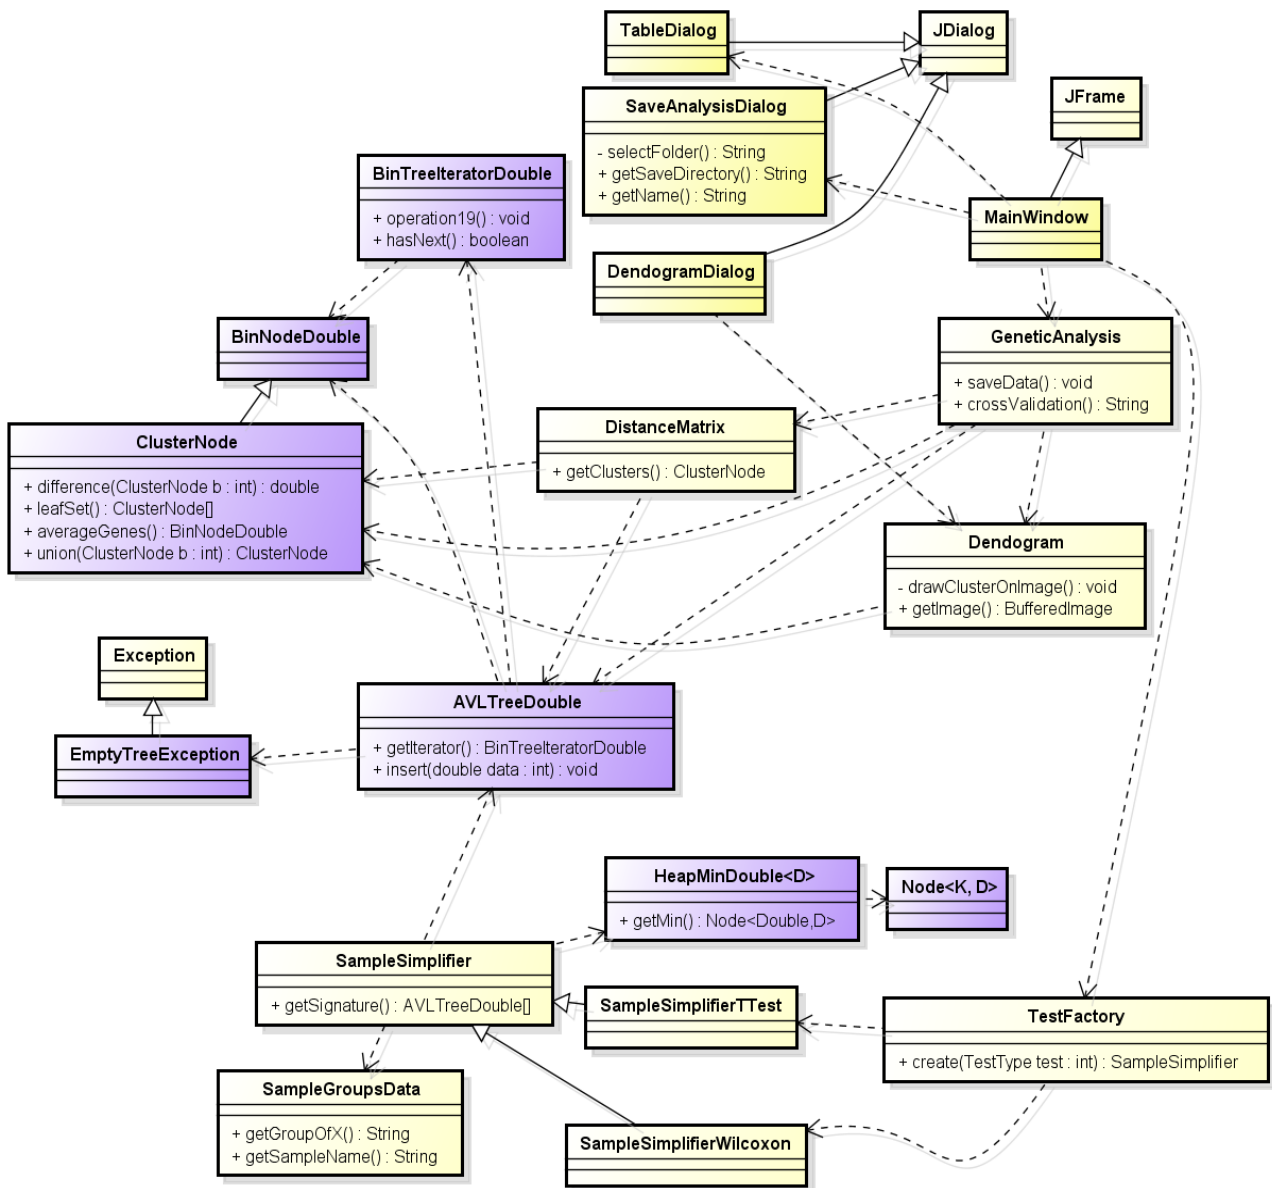 TableDialog
JDialog
SaveAnalysisDialog
- selectFolder() : String
+ getSaveDirectory() : String
+ getName() : String
JFrame
BinTreeIteratorDouble
+ operation19() : void
+ hasNext() : boolean
MainWindow
DendogramDialog
BinNodeDouble
GeneticAnalysis
+ saveData() : void
+ crossValidation() : String
ClusterNode
+ difference(ClusterNode b : int) : double
+ leafSet() : ClusterNode[]
+ averageGenes() : BinNodeDouble
+ union(ClusterNode b : int) : ClusterNode
DistanceMatrix
+ getClusters() : ClusterNode
Dendogram
- drawClusterOnImage() : void
+ getImage() : BufferedImage
Exception
EmptyTreeException
AVLTreeDouble
+ getIterator() : BinTreeIteratorDouble
+ insert(double data : int) : void
HeapMinDouble<D>
+ getMin() : Node<Double,D>
Node<K, D>
SampleSimplifier
+ getSignature() : AVLTreeDouble[]
SampleSimplifierTTest
TestFactory
+ create(TestType test : int) : SampleSimplifier
SampleGroupsData
+ getGroupOfX() : String
+ getSampleName() : String
SampleSimplifierWilcoxon